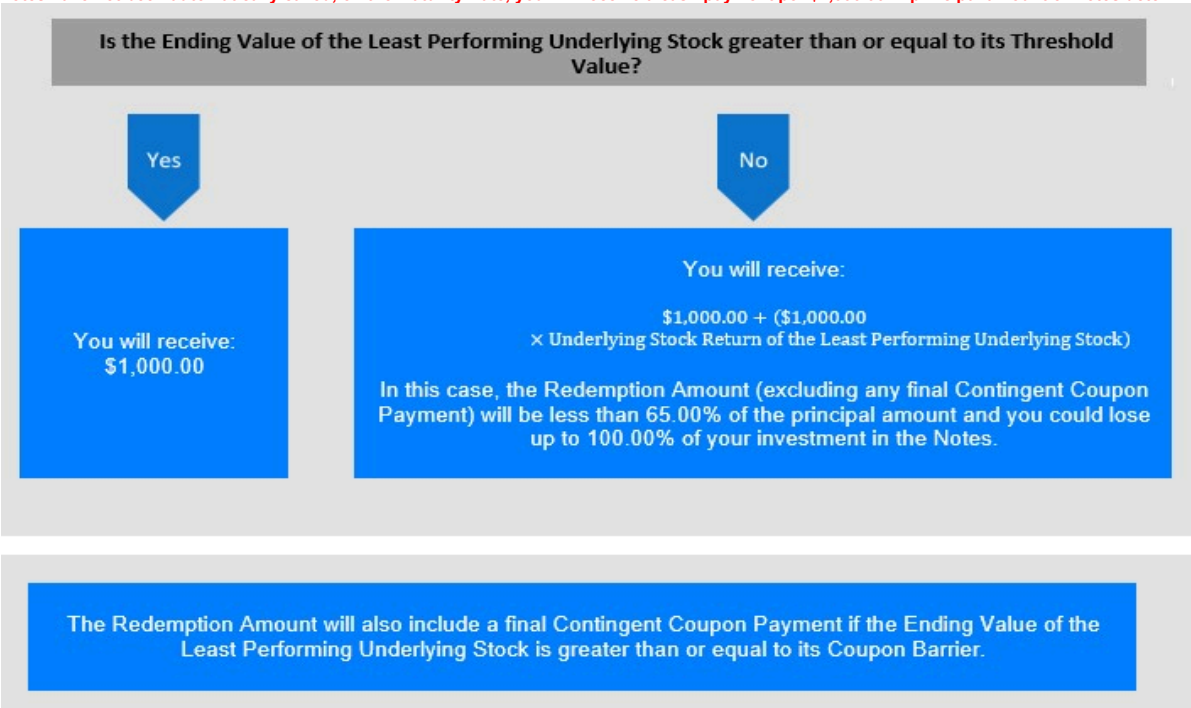 Is the Ending Value of the Least Performing Underlying Stock greater than or equal to its Threshold
Value?
Yes
No
You will receive:
$1,000.00
You will receive:
$1,000.00 + ($1,000.00
× Underlying Stock Return of the Least Performing Underlying Stock)
In this case, the Redemption Amount (excluding any final Contingent Coupon
Payment) will be less than 65.00% of the principal amount and you could lose
up to 100.00% of your investment in the Notes.
The Redemption Amount will also include a final Contingent Coupon Payment if the Ending Value of the
Least Performing Underlying Stock is greater than or equal to its Coupon Barrier.